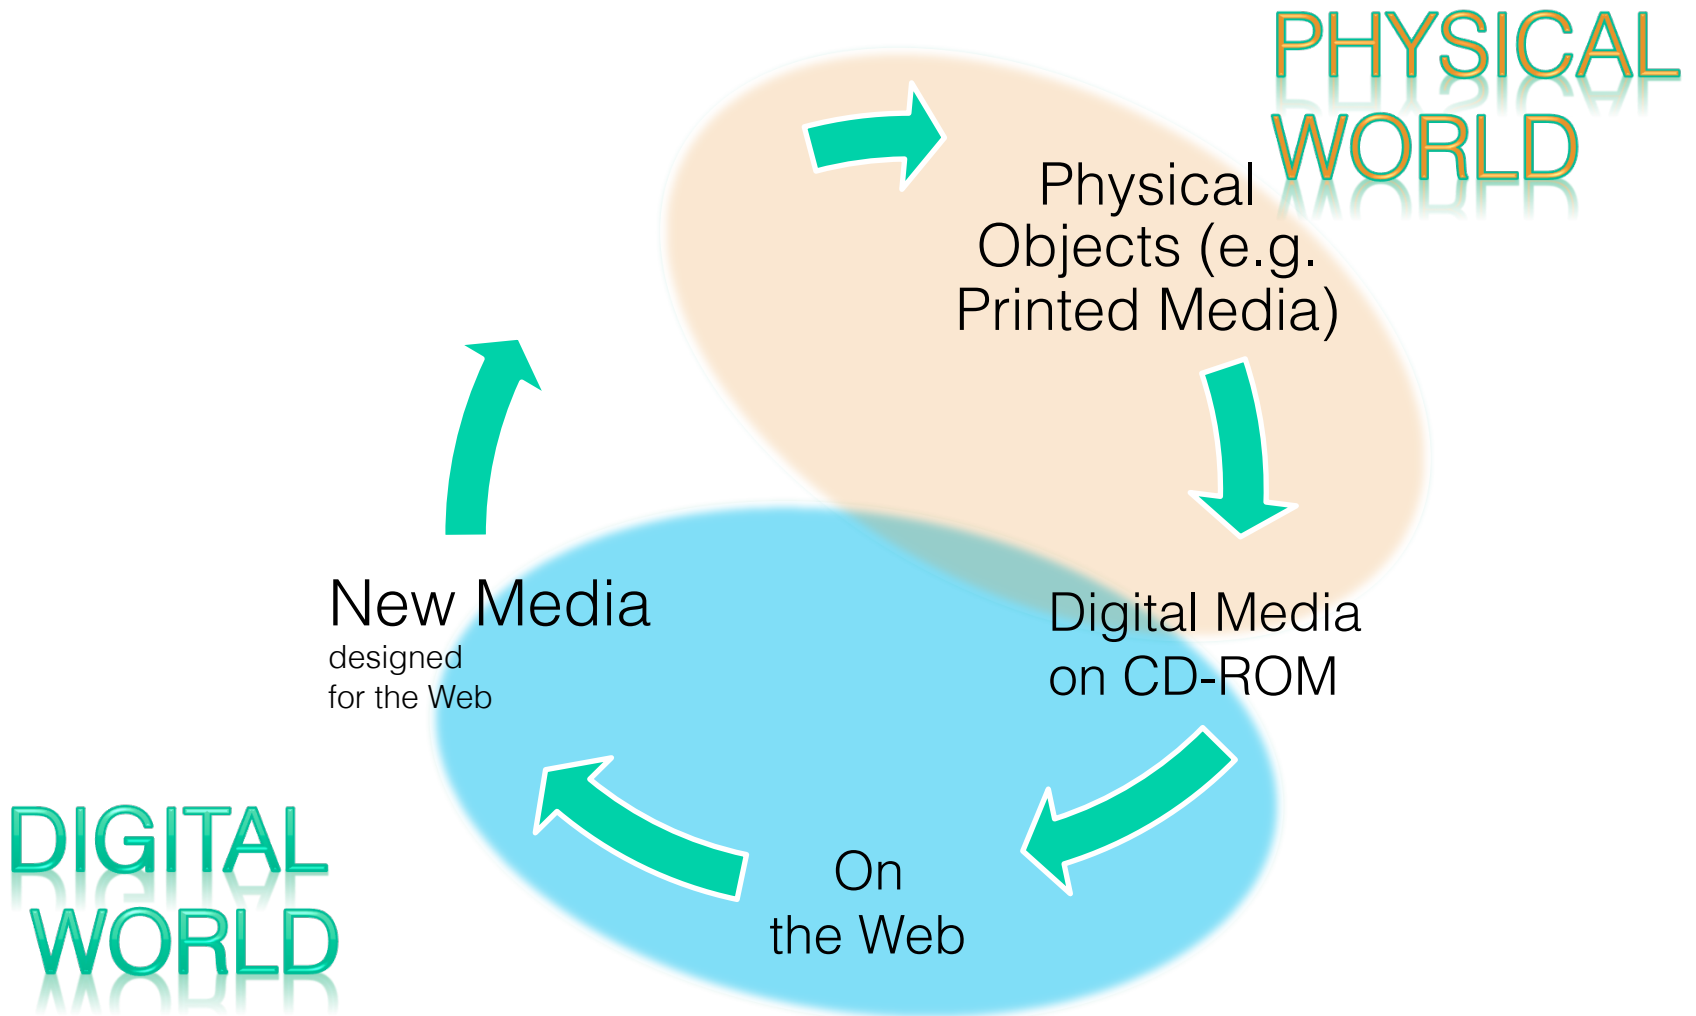 PHYSICAL
WORLD
Physical
Objects (e.g.
Printed Media)
New Media
designed
for the Web
Digital Media
on CD-ROM
On
the Web
DIGITAL
WORLD